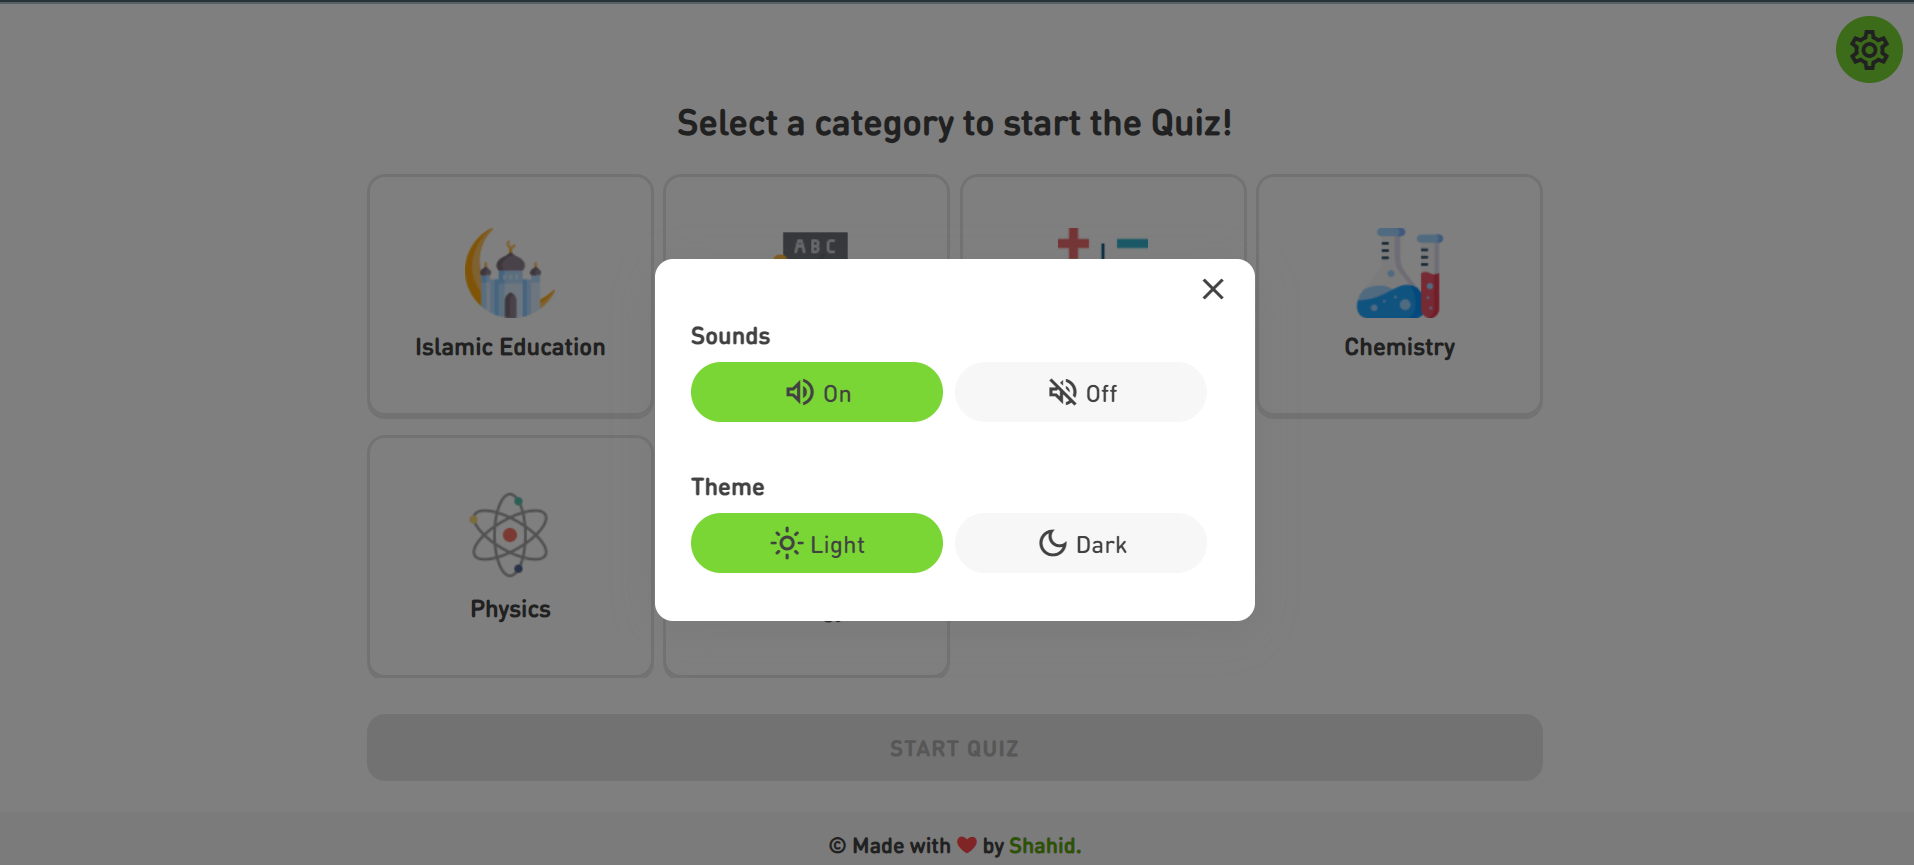 Select a category to start the Quiz!
ABC
Islamic Education
Chemistry
Sounds
On
Off
Theme
Light
Dark
Physics
START QUIZ
© Made with ❤ by Shahid.